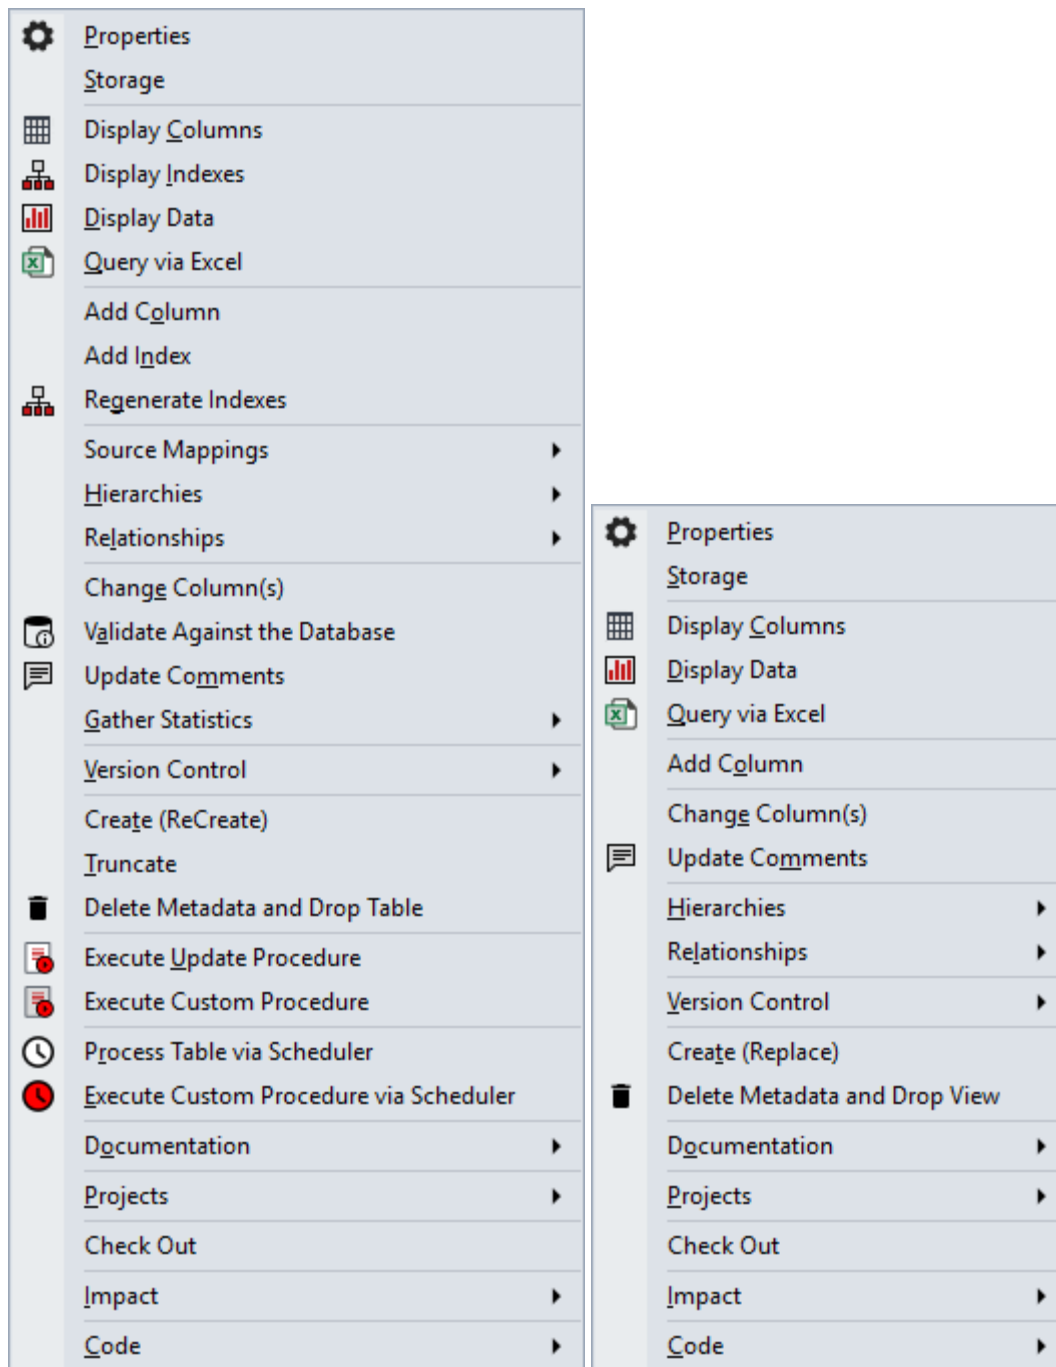 Properties
Storage
Display Columns
Display Indexes
Display Data
Query via Excel
Add Column
Add Index
Regenerate Indexes
Source Mappings
Hierarchies
Relationships
Change Column(s)
Validate Against the Database
Update Comments
Gather Statistics
Version Control
Create (ReCreate)
Truncate
Delete Metadata and Drop Table
Execute Update Procedure
Execute Custom Procedure
Process Table via Scheduler
Execute Custom Procedure via Scheduler
Documentation
Projects
Check Out
Impact
Code
Properties
Storage
Display Columns
Display Data
Query via Excel
Add Column
Change Column(s)
Update Comments
Hierarchies
Relationships
Version Control
Create (Replace)
Delete Metadata and Drop View
Documentation
Projects
Check Out
Impact
Code